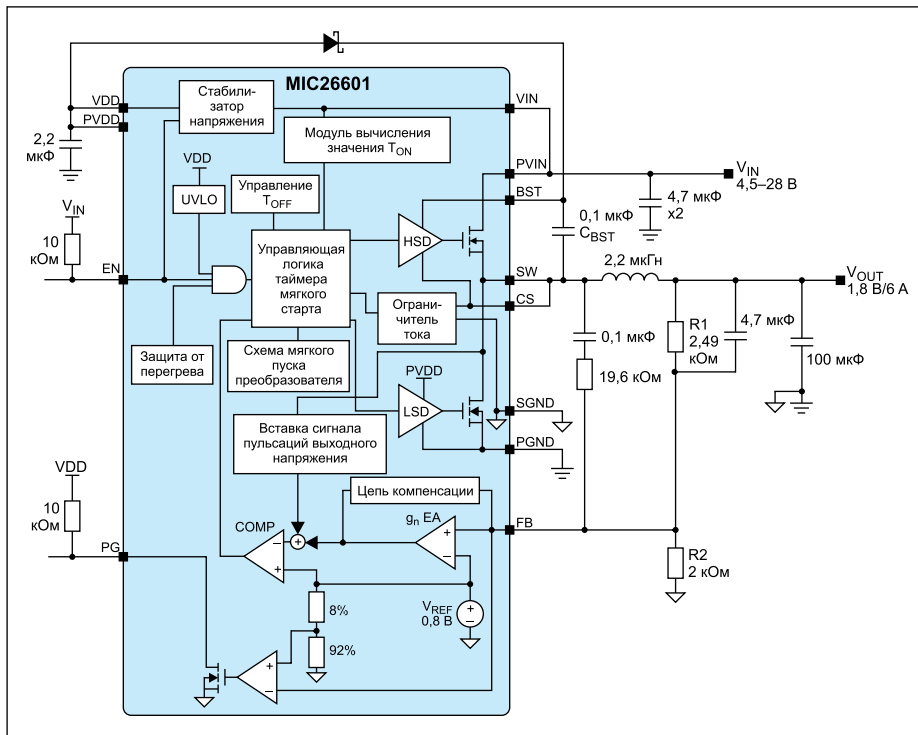 MIC26601
VDD
PVDD
2,2
мкФ
Стабили-
затор
напряжения
VIN
Модуль вычисления
значения TON
PVIN
VIN
4,5–28 В
BST
4,7 мкФ
x2
0,1 мкФ
CBST
VDD
UVLO
Управление
TOFF
VIN
10
кОм
EN
Управляющая
логика
таймера
мягкого
старта
HSD
SW
2,2 мкГн
VOUT
1,8 В/6 А
CS
Ограни-
читель
тока
0,1 мкФ
R1
2,49
кОм
4,7 мкФ
100 мкФ
19,6 кОм
Защита от
перегрева
Схема мягкого
пуска
преобразователя
PVDD
LSD
SGND
PGND
Вставка сигнала
пульсаций выходного
напряжения
VDD
10
кОм
PG
Цепь компенсации
COMP
gn EA
FB
–
+
+
+
–
R2
2 кОм
8%
92%
VREF
0,8 В
+
–
+
–